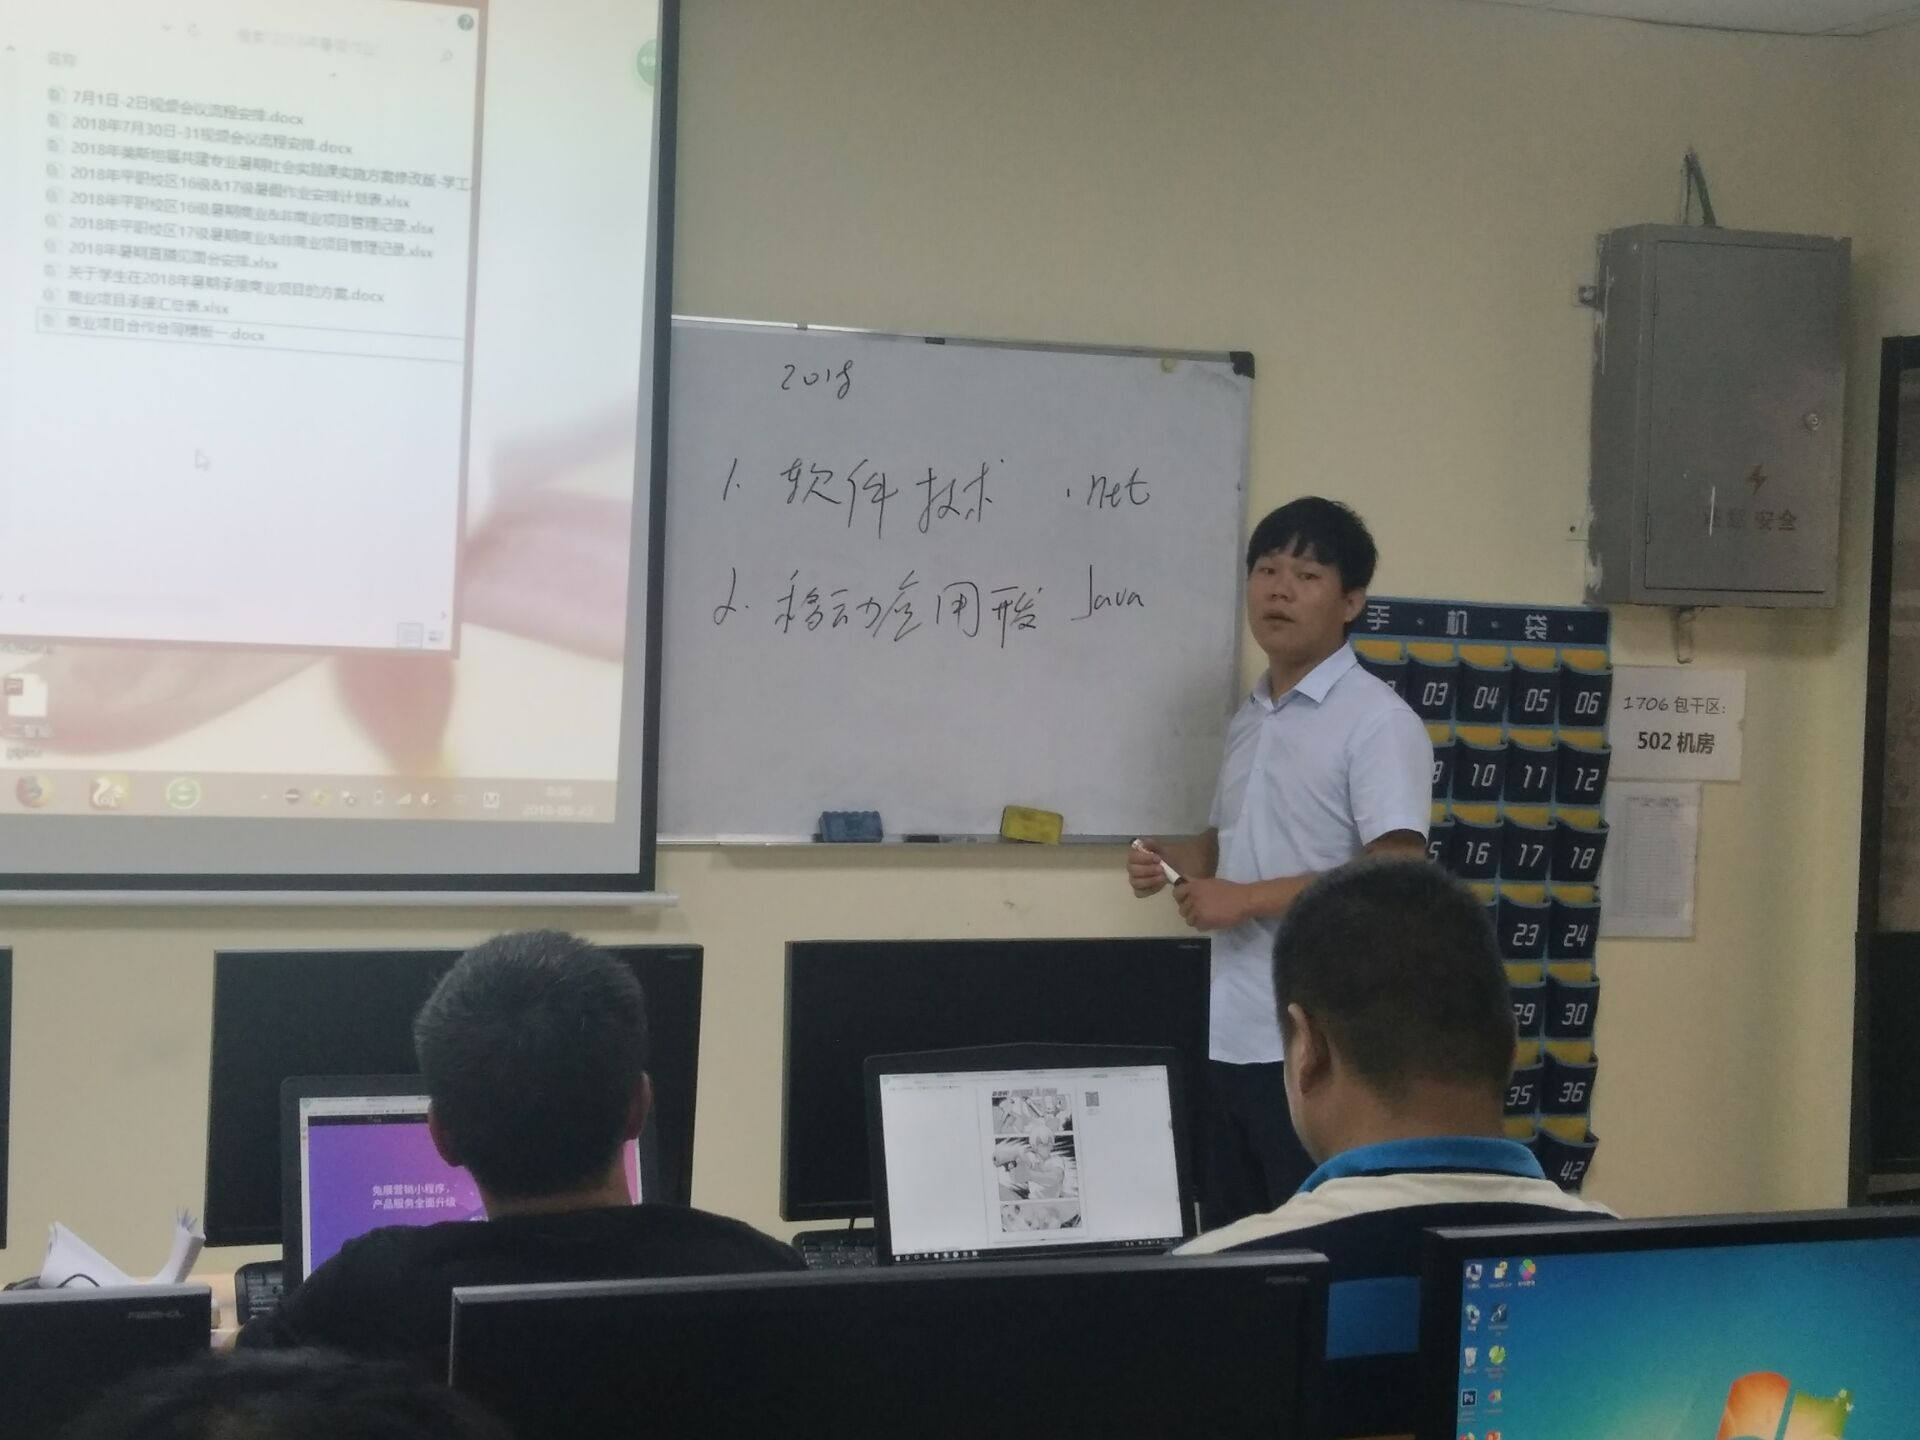 名称
7月1日-2日视频会议流程安排.docx
2018年7月30日-31视频会议流程安排.docx
2018年美斯坦福共建专业暑期社会实践课实施方案修改版-学工
2018年平职校区16级&17级暑假作业安排计划表.xlsx
2018年平职校区16级暑期商业&非商业项目管理记录.xlsx
2018年平职校区17级暑期商业&非商业项目管理记录.xlsx
2018年暑期直播见面会安排.xlsx
关于学生在2018年暑期承接商业项目的方案.docx
商业项目承接汇总表.xlsx
商业项目合作合同模板一.docx
2018
1. 软件技术 .net
2. 移动应用开发 Java
安全
手·机·袋·
03 04 05 06
10 11 12
16 17 18
23 24
29 30
35 36
42
1706包干区:
502机房
兔展营销小程序,
产品服务全面升级